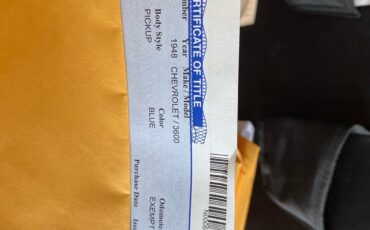 CERTIFICATE OF TITLE
Year Make / Model
1948 CHEVROLET / 3600
Body Style Color Odometer
PICKUP BLUE EXEMPT
Purchase Date